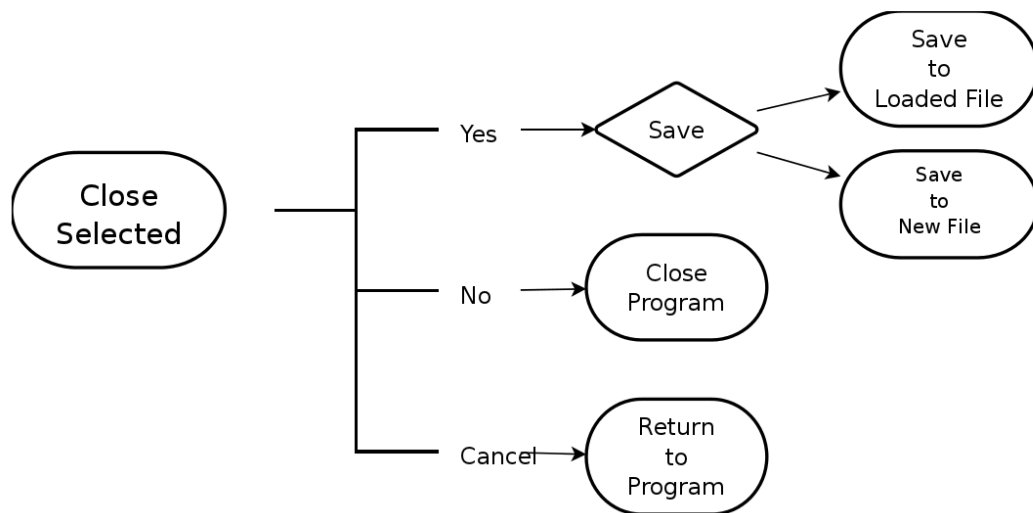 Close
Selected
Yes
Save
Save
to
Loaded File
Save
to
New File
No
Close
Program
Cancel
Return
to
Program